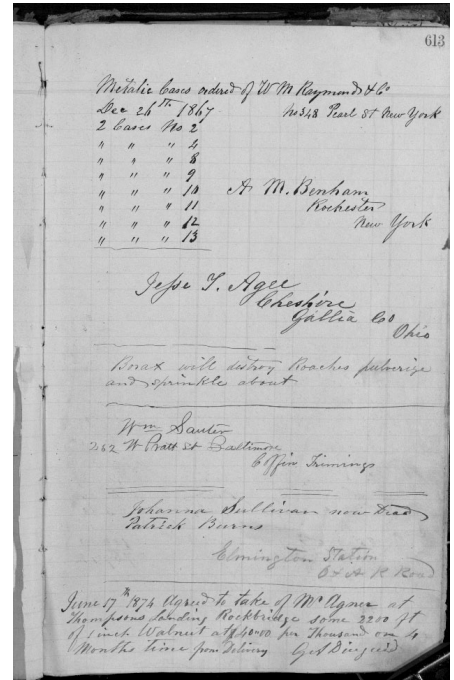 613
Metalic Cases ordered of W M Raymond & Co
Dec 26th 1867 No 348 Pearl St New York
2 Cases No 2
" " " 4
" " " 8
" " " 9
" " " 10 A. M. Benham
" " " 11 Rochester
" " " 12 New York
" " " 13
Jesse T. Agee
Cheshire
Gallia Co
Ohio
Borax will distroy Roaches pulverize
and sprinkle about
Wm Sauter
252 W Pratt St Baltimore
Coffin Trimings
Johanna Sullivan now Dead
Patrick Burns
Elmington Station
O & A R Road
June 17th 1874 Agreed to take of Mr Agnor at
Thompsons Landing Rockbridge some 2200 ft
of 1 inch Walnut at $40.00 per Thousand on 4
Months time from Delivery